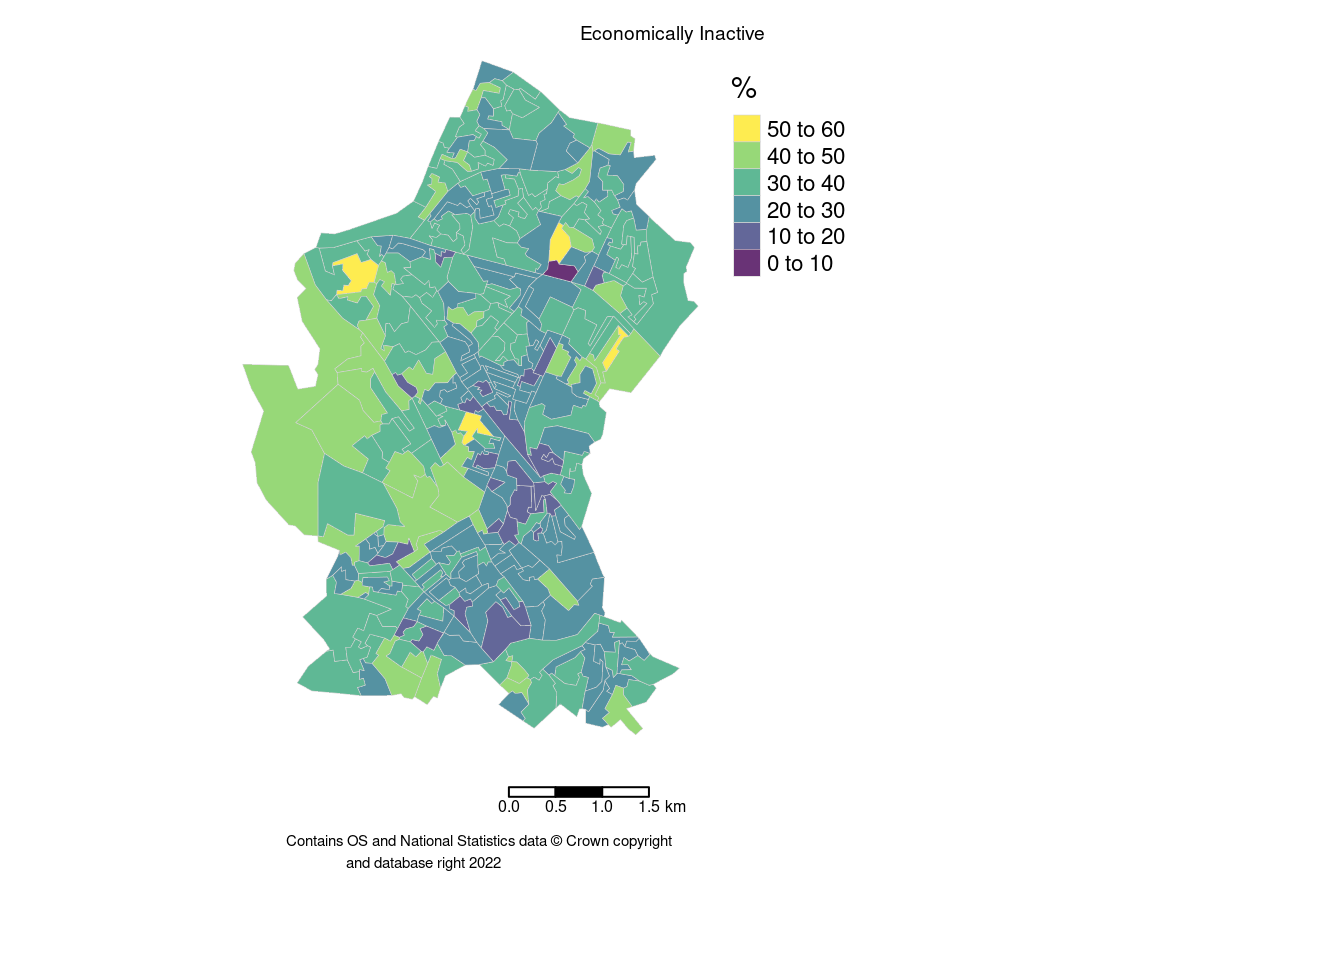 Economically Inactive
%
50 to 60
40 to 50
30 to 40
20 to 30
10 to 20
0 to 10
0.0 0.5 1.0 1.5 km
Contains OS and National Statistics data © Crown copyright
and database right 2022